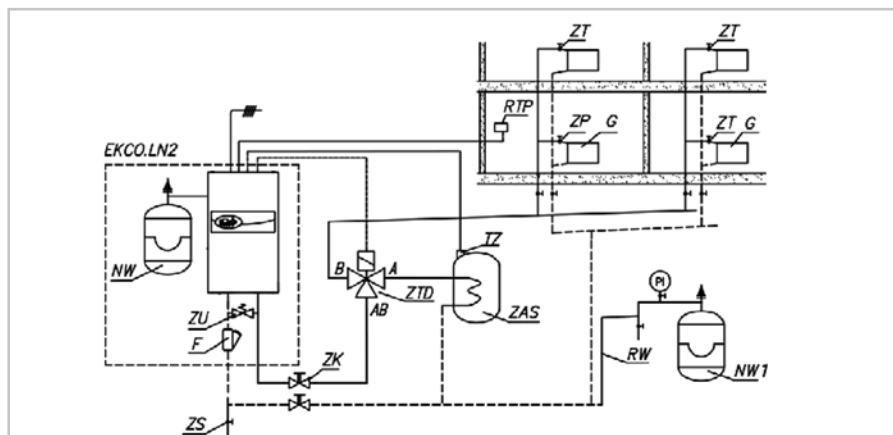 ZT
ZT
RTP
ZP
G
ZT
G
EKCO.LN2
NW
TZ
B
A
ZTD
AB
ZAS
PI
ZU
F
ZK
RW
NW1
ZS